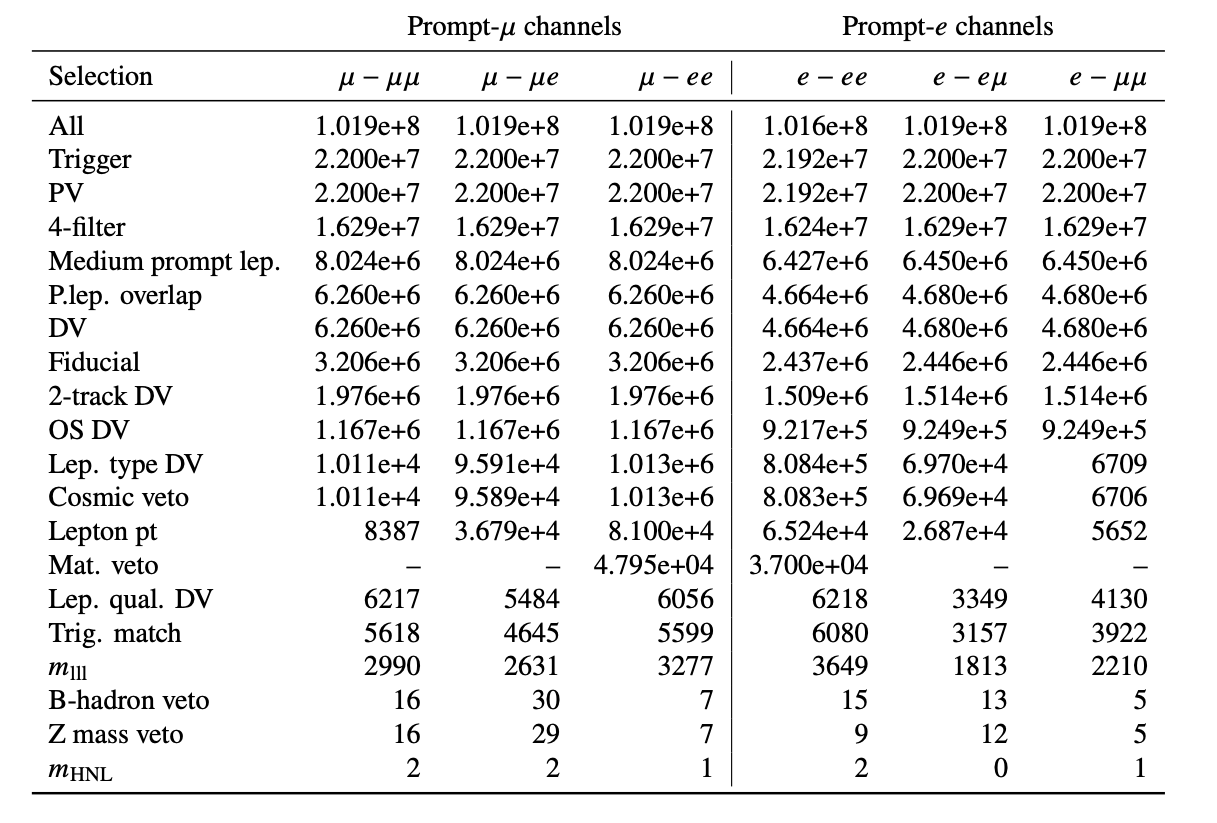 Prompt-μ channels Prompt-e channels
Selection μ − μμ μ − μe μ − ee e − ee e − eμ e − μμ
All 1.019e+8 1.019e+8 1.019e+8 1.016e+8 1.019e+8 1.019e+8
Trigger 2.200e+7 2.200e+7 2.200e+7 2.192e+7 2.200e+7 2.200e+7
PV 2.200e+7 2.200e+7 2.200e+7 2.192e+7 2.200e+7 2.200e+7
4-filter 1.629e+7 1.629e+7 1.629e+7 1.624e+7 1.629e+7 1.629e+7
Medium prompt lep. 8.024e+6 8.024e+6 8.024e+6 6.427e+6 6.450e+6 6.450e+6
P.lep. overlap 6.260e+6 6.260e+6 6.260e+6 4.664e+6 4.680e+6 4.680e+6
DV 6.260e+6 6.260e+6 6.260e+6 4.664e+6 4.680e+6 4.680e+6
Fiducial 3.206e+6 3.206e+6 3.206e+6 2.437e+6 2.446e+6 2.446e+6
2-track DV 1.976e+6 1.976e+6 1.976e+6 1.509e+6 1.514e+6 1.514e+6
OS DV 1.167e+6 1.167e+6 1.167e+6 9.217e+5 9.249e+5 9.249e+5
Lep. type DV 1.011e+4 9.591e+4 1.013e+6 8.084e+5 6.970e+4 6709
Cosmic veto 1.011e+4 9.589e+4 1.013e+6 8.083e+5 6.969e+4 6706
Lepton pt 8387 3.679e+4 8.100e+4 6.524e+4 2.687e+4 5652
Mat. veto – – 4.795e+04 3.700e+04 – –
Lep. qual. DV 6217 5484 6056 6218 3349 4130
Trig. match 5618 4645 5599 6080 3157 3922
mlll 2990 2631 3277 3649 1813 2210
B-hadron veto 16 30 7 15 13 5
Z mass veto 16 29 7 9 12 5
mHNL 2 2 1 2 0 1